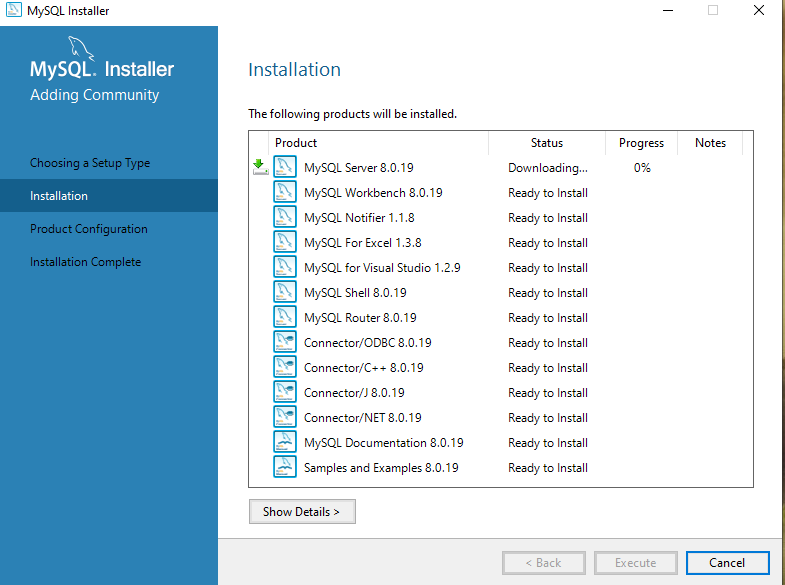 MySQL Installer
MySQL. Installer
Adding Community
Choosing a Setup Type
Installation
Product Configuration
Installation Complete
Installation
The following products will be installed.
Product Status Progress Notes
MySQL Server 8.0.19 Downloading... 0%
MySQL Workbench 8.0.19 Ready to Install
MySQL Notifier 1.1.8 Ready to Install
MySQL For Excel 1.3.8 Ready to Install
MySQL for Visual Studio 1.2.9 Ready to Install
MySQL Shell 8.0.19 Ready to Install
MySQL Router 8.0.19 Ready to Install
Connector/ODBC 8.0.19 Ready to Install
Connector/C++ 8.0.19 Ready to Install
Connector/J 8.0.19 Ready to Install
Connector/NET 8.0.19 Ready to Install
MySQL Documentation 8.0.19 Ready to Install
Samples and Examples 8.0.19 Ready to Install
Show Details >
< Back Execute Cancel